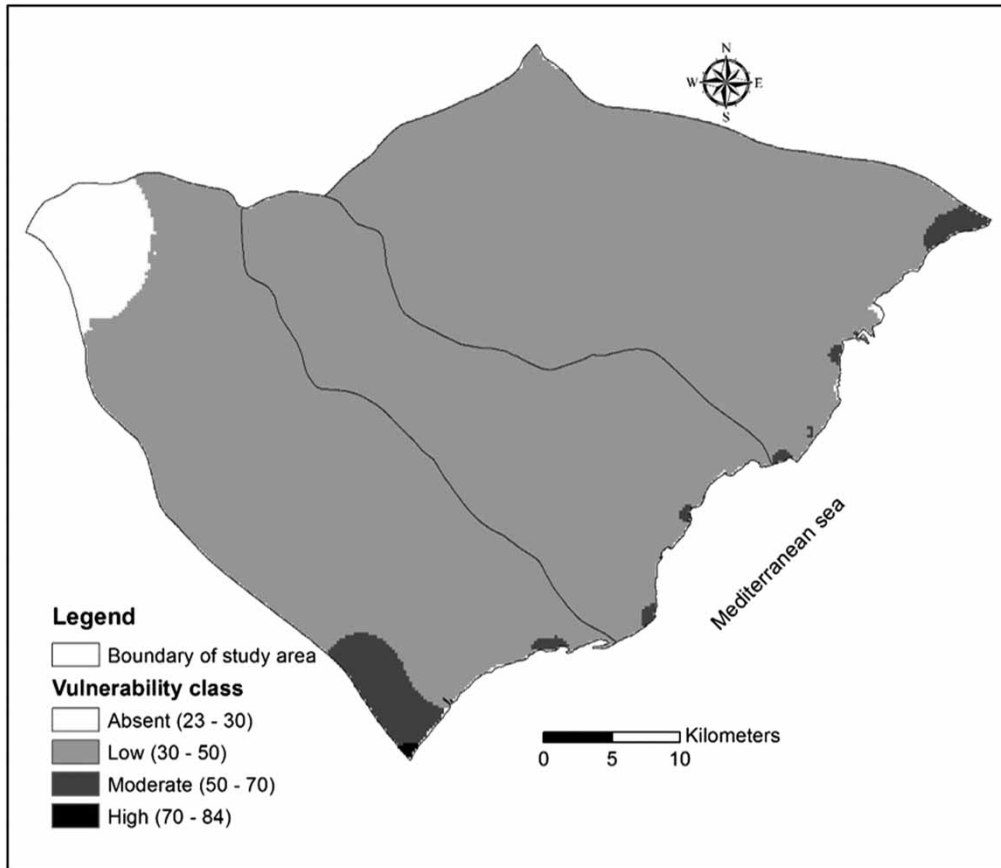 N
W E
S
Mediterranean sea
Legend
Boundary of study area
Vulnerability class
Absent (23 - 30)
Low (30 - 50)
Moderate (50 - 70)
High (70 - 84)
Kilometers
0 5 10